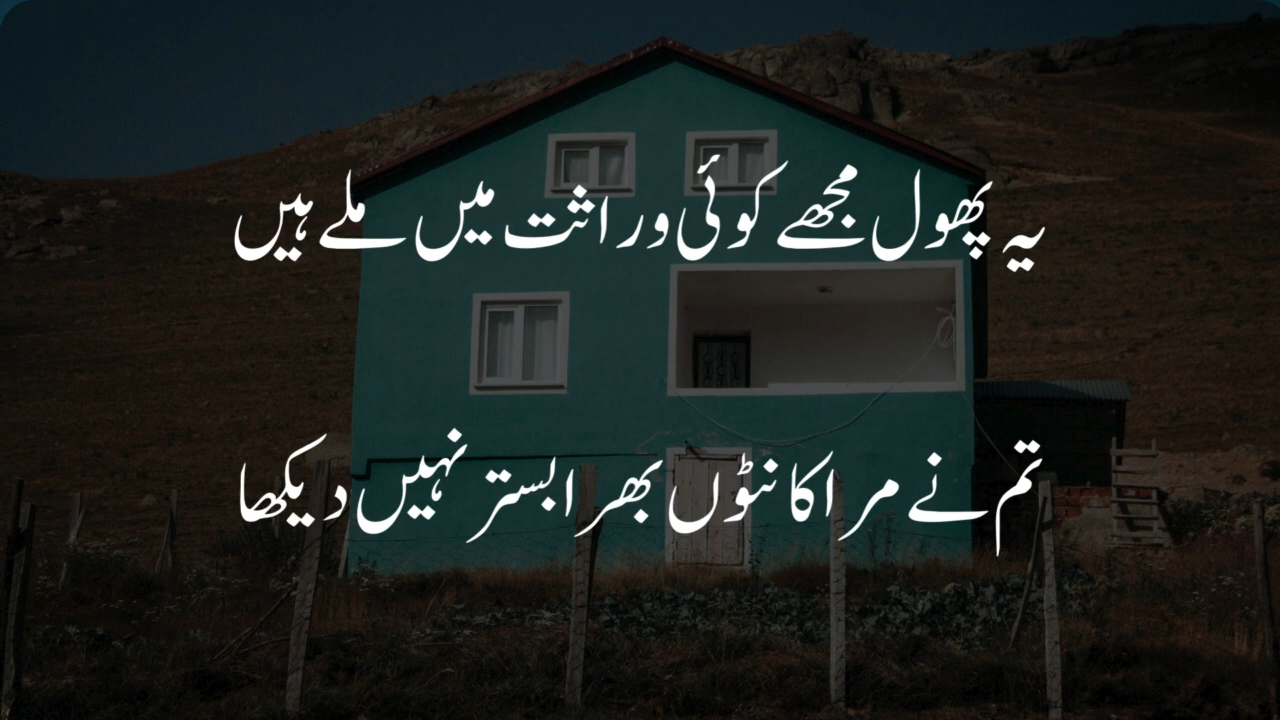 یہ پھول مجھے کوئی وراثت میں ملے ہیں
تم نے مرا کانٹوں بھرا بستر نہیں دیکھا